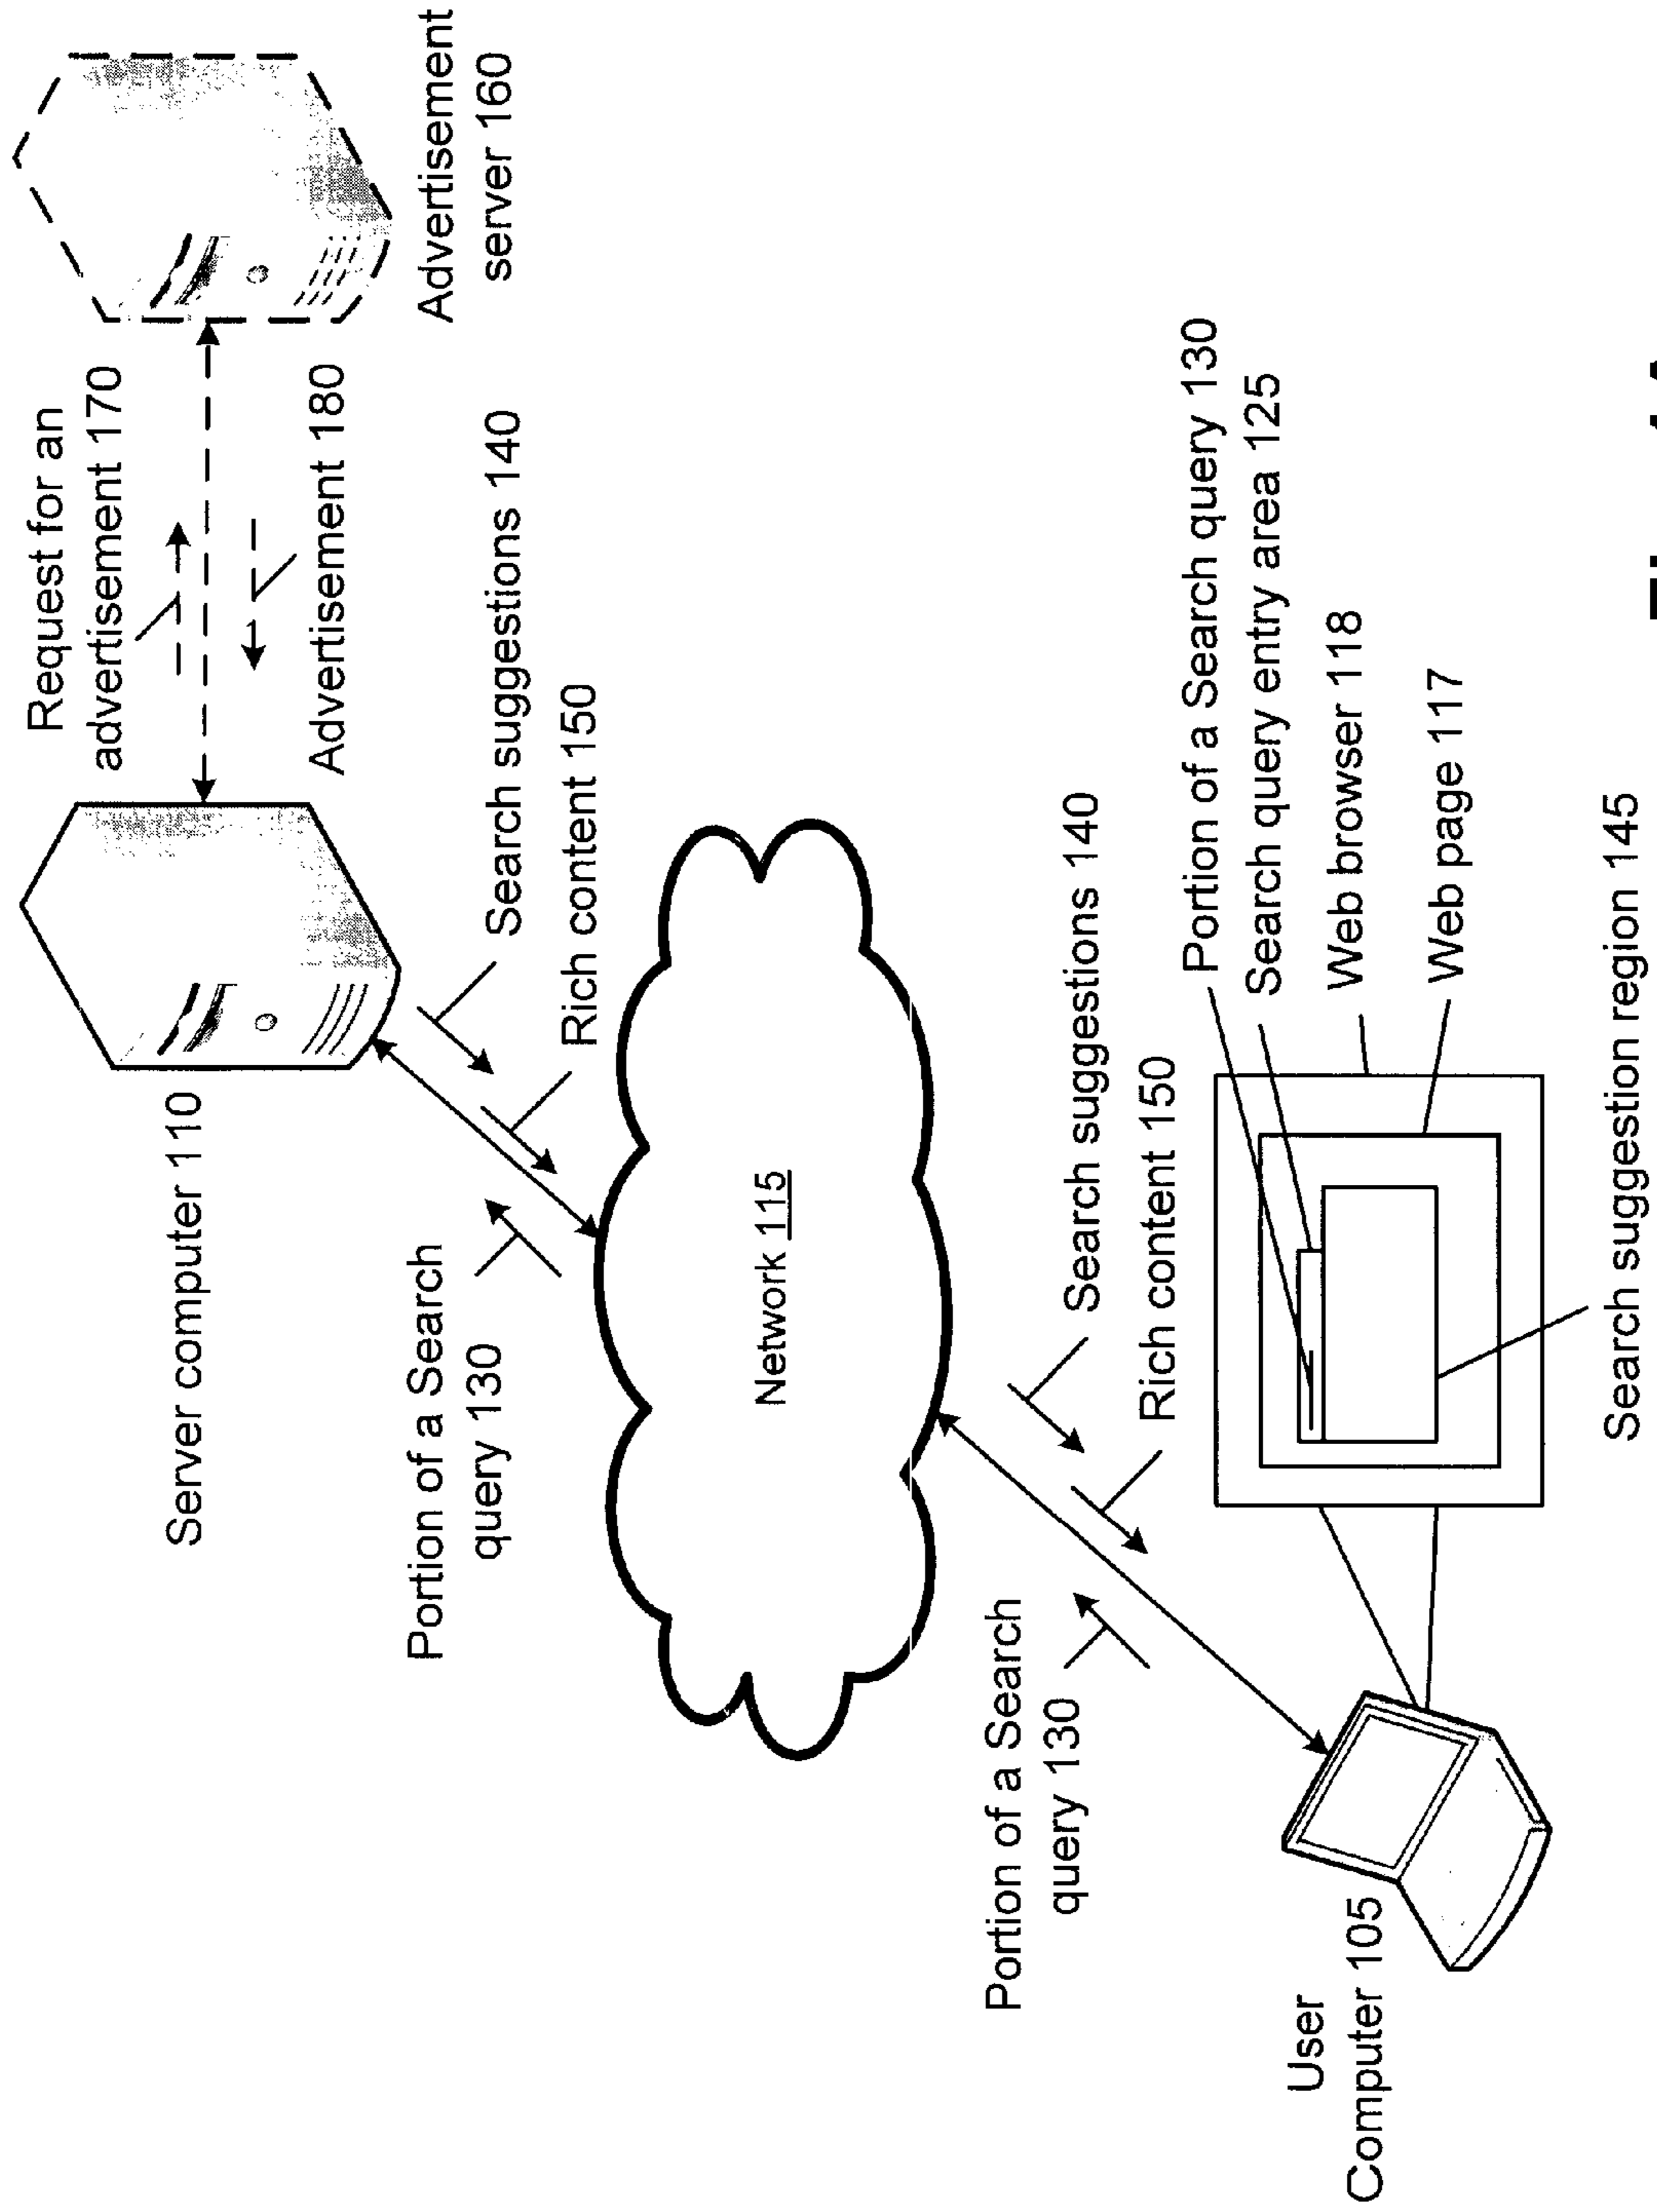 Request for an
advertisement 170
Advertisement 180
Advertisement
server 160
Server computer 110
Search suggestions 140
Rich content 150
Portion of a Search
query 130
Network 115
Portion of a Search
query 130
Search suggestions 140
Rich content 150
Portion of a Search query 130
Search query entry area 125
Web browser 118
Web page 117
User
Computer 105
Search suggestion region 145